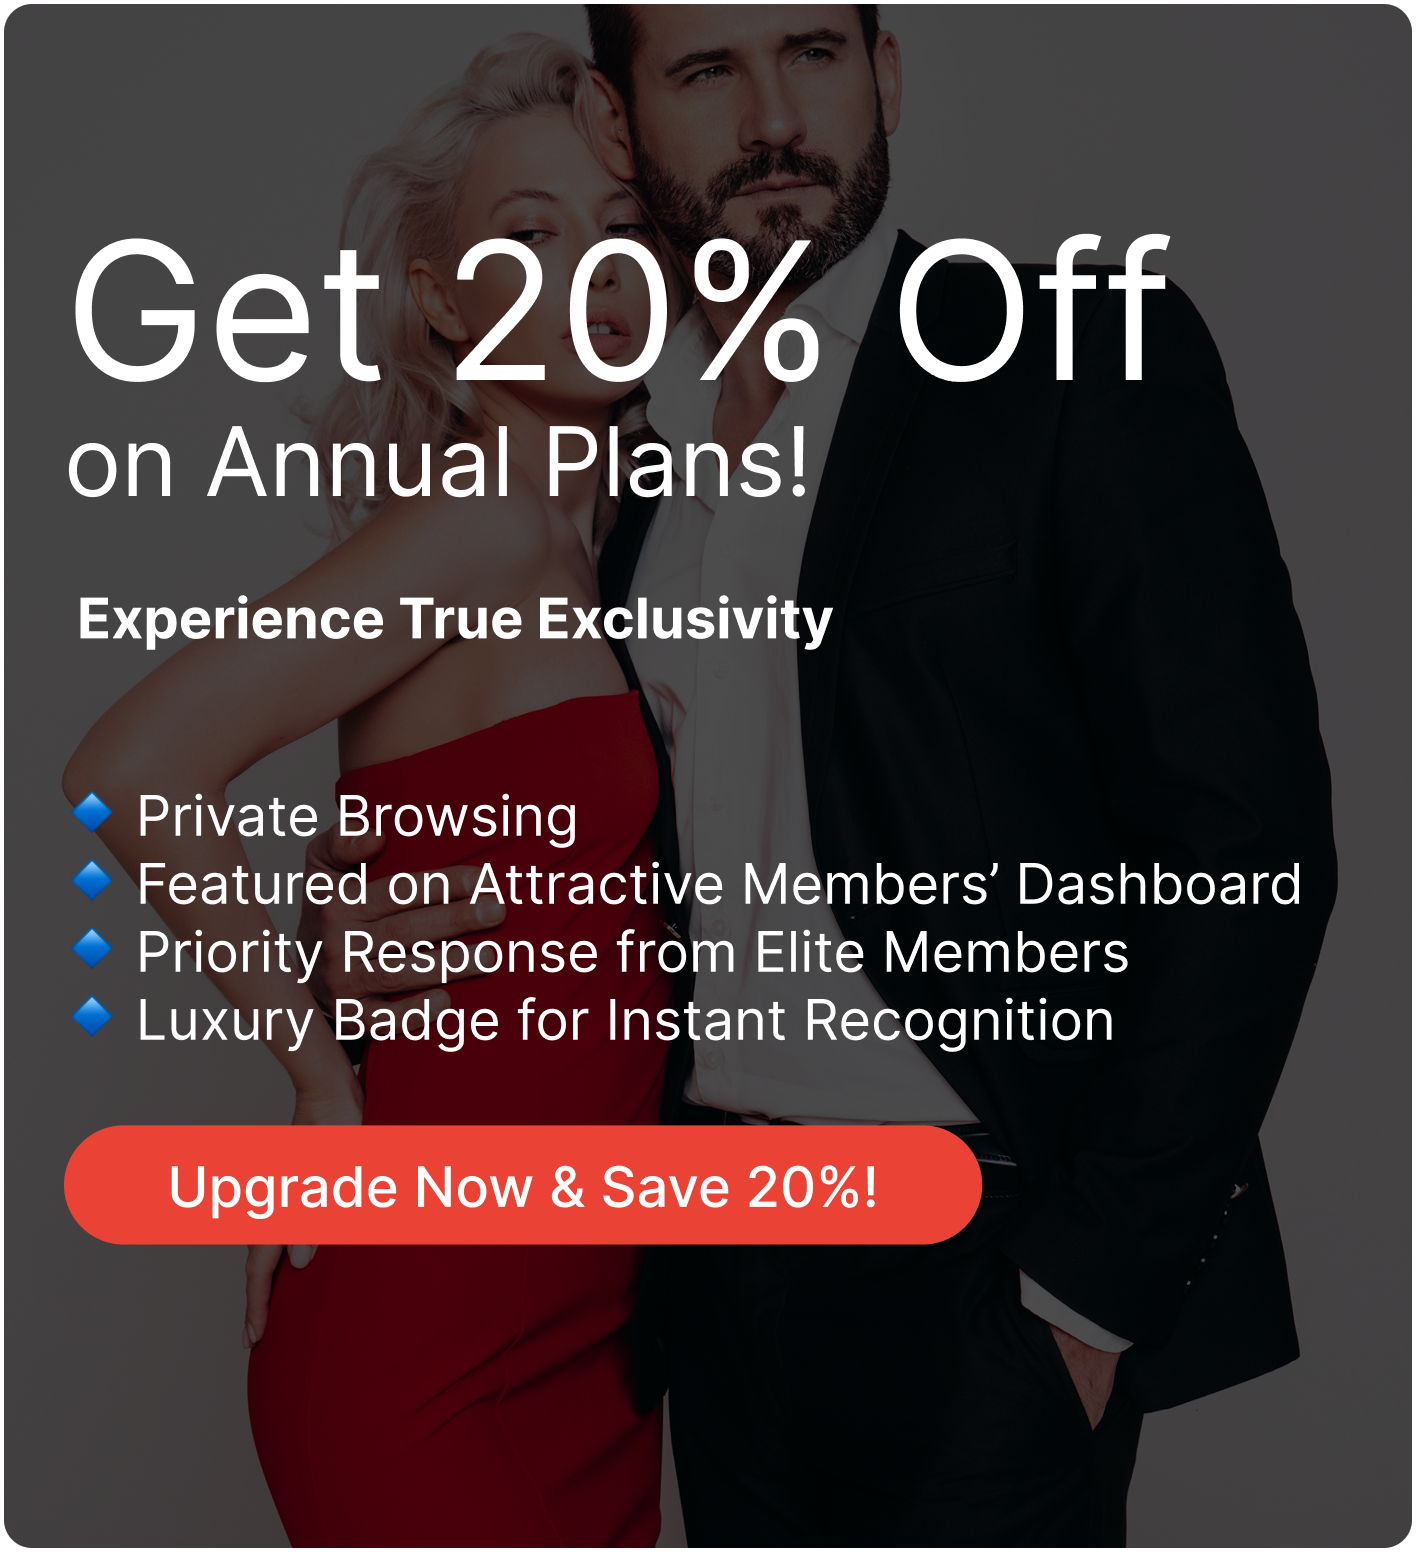 Get 20% Off
on Annual Plans!
Experience True Exclusivity
🔷 Private Browsing
🔷 Featured on Attractive Members’ Dashboard
🔷 Priority Response from Elite Members
🔷 Luxury Badge for Instant Recognition
Upgrade Now & Save 20%!